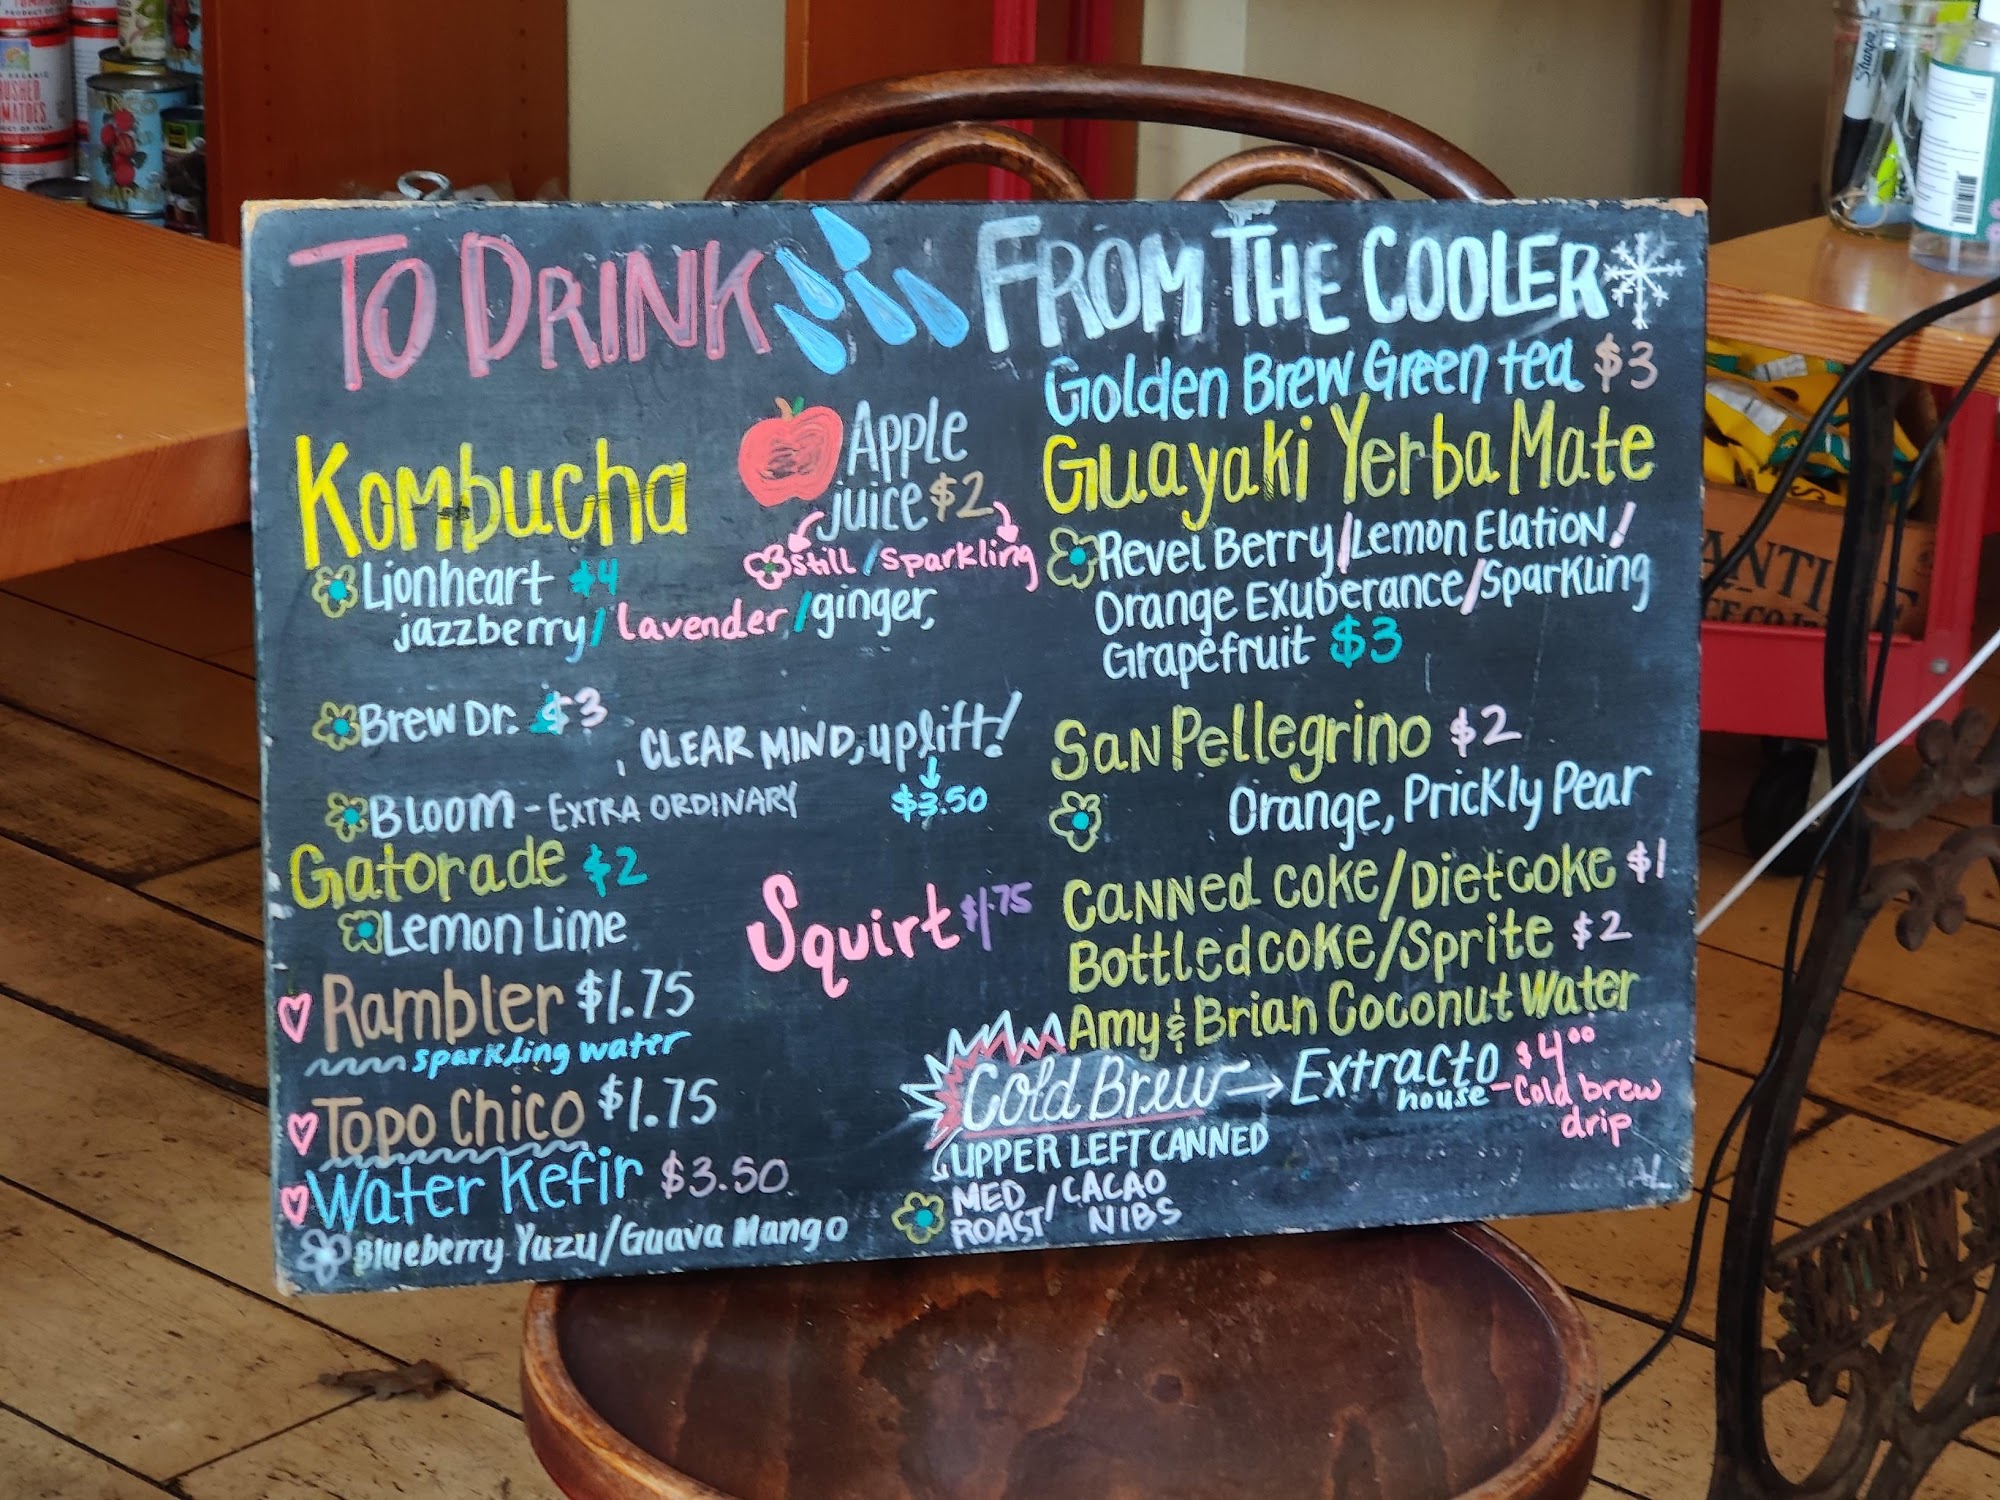 TO DRINK FROM THE COOLER
Kombucha
Lionheart $4
jazzberry/lavender/ginger,
Brew Dr. $3
, CLEAR MIND, uplift!
BLOOM - EXTRA ORDINARY $3.50
Gatorade $2
Lemon Lime
Rambler $1.75
sparkling water
Topo Chico $1.75
Water Kefir $3.50
Blueberry Yuzu/Guava Mango
Apple
juice $2
still/sparkling
Squirt $1.75
Golden Brew Green tea $3
Guayaki Yerba Mate
Revel Berry/Lemon Elation/
Orange Exuberance/Sparkling
Grapefruit $3
San Pellegrino $2
Orange, Prickly Pear
Canned coke/Diet coke $1
Bottled coke/Sprite $2
Amy & Brian Coconut Water
Cold Brew → Extracto $4.00
house - Cold brew
drip
UPPER LEFT CANNED
MED ROAST/CACAO NIBS
Sharpie